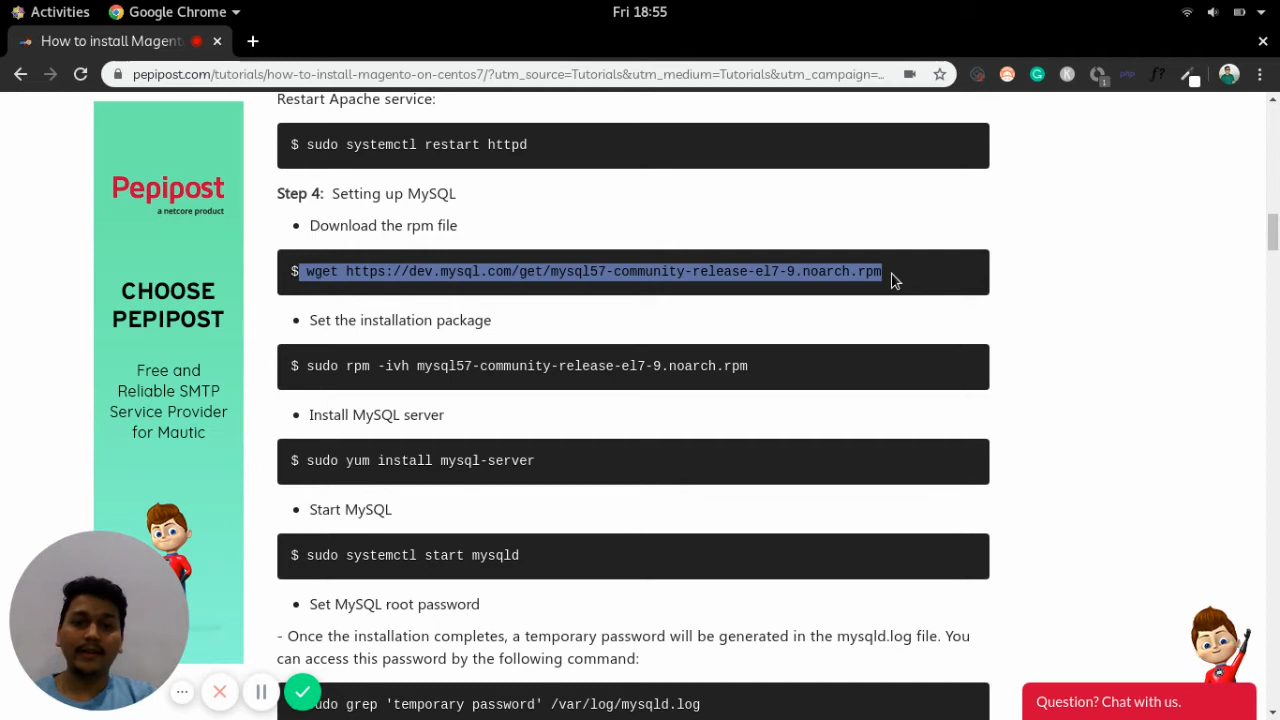 Activities Google Chrome Fri 18:55
How to install Magent
pepipost.com/tutorials/how-to-install-magento-on-centos7/?utm_source=Tutorials&utm_medium=Tutorials&utm_campaign=...
1 php ƒ?
Restart Apache service:
$ sudo systemctl restart httpd
Step 4: Setting up MySQL
• Download the rpm file
$ wget https://dev.mysql.com/get/mysql57-community-release-el7-9.noarch.rpm
• Set the installation package
$ sudo rpm -ivh mysql57-community-release-el7-9.noarch.rpm
• Install MySQL server
$ sudo yum install mysql-server
• Start MySQL
$ sudo systemctl start mysqld
• Set MySQL root password
- Once the installation completes, a temporary password will be generated in the mysqld.log file. You
can access this password by the following command:
sudo grep 'temporary password' /var/log/mysqld.log
Pepipost
a netcore product
CHOOSE
PEPIPOST
Free and
Reliable SMTP
Service Provider
for Mautic
Question? Chat with us.